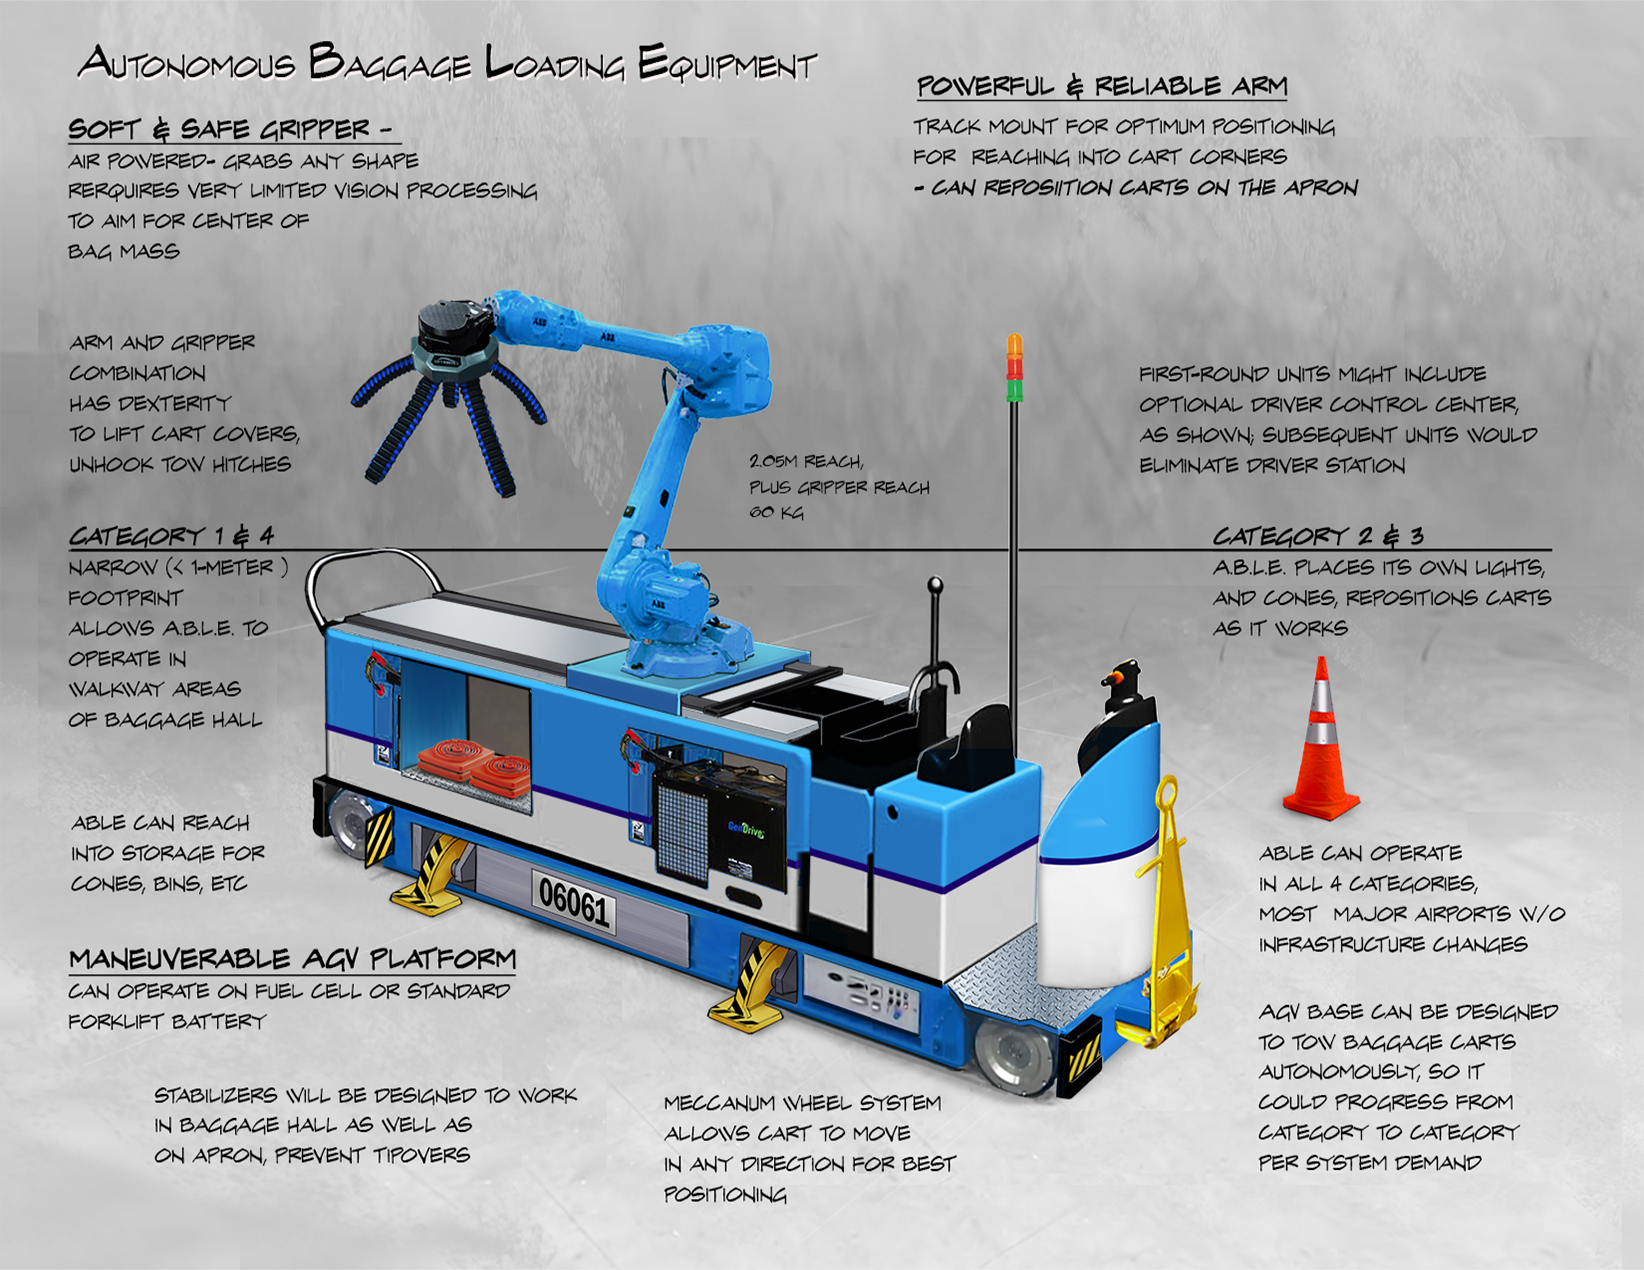 AUTONOMOUS BAGGAGE LOADING EQUIPMENT
SOFT & SAFE GRIPPER -
AIR POWERED- GRABS ANY SHAPE
RERQUIRES VERY LIMITED VISION PROCESSING
TO AIM FOR CENTER OF
BAG MASS
POWERFUL & RELIABLE ARM
TRACK MOUNT FOR OPTIMUM POSITIONING
FOR REACHING INTO CART CORNERS
- CAN REPOSIITION CARTS ON THE APRON
ARM AND GRIPPER
COMBINATION
HAS DEXTERITY
TO LIFT CART COVERS,
UNHOOK TOW HITCHES
ABB
ABB
2.05M REACH,
PLUS GRIPPER REACH
60 KG
FIRST-ROUND UNITS MIGHT INCLUDE
OPTIONAL DRIVER CONTROL CENTER,
AS SHOWN; SUBSEQUENT UNITS WOULD
ELIMINATE DRIVER STATION
CATEGORY 1 & 4
NARROW (< 1-METER )
FOOTPRINT
ALLOWS A.B.L.E. TO
OPERATE IN
WALKWAY AREAS
OF BAGGAGE HALL
ABB
CATEGORY 2 & 3
A.B.L.E. PLACES ITS OWN LIGHTS,
AND CONES, REPOSITIONS CARTS
AS IT WORKS
ABLE CAN REACH
INTO STORAGE FOR
CONES, BINS, ETC
GenDrive
06061
ABLE CAN OPERATE
IN ALL 4 CATEGORIES,
MOST MAJOR AIRPORTS W/O
INFRASTRUCTURE CHANGES
MANEUVERABLE AGV PLATFORM
CAN OPERATE ON FUEL CELL OR STANDARD
FORKLIFT BATTERY
STABILIZERS WILL BE DESIGNED TO WORK
IN BAGGAGE HALL AS WELL AS
ON APRON, PREVENT TIPOVERS
MECCANUM WHEEL SYSTEM
ALLOWS CART TO MOVE
IN ANY DIRECTION FOR BEST
POSITIONING
AGV BASE CAN BE DESIGNED
TO TOW BAGGAGE CARTS
AUTONOMOUSLY, SO IT
COULD PROGRESS FROM
CATEGORY TO CATEGORY
PER SYSTEM DEMAND